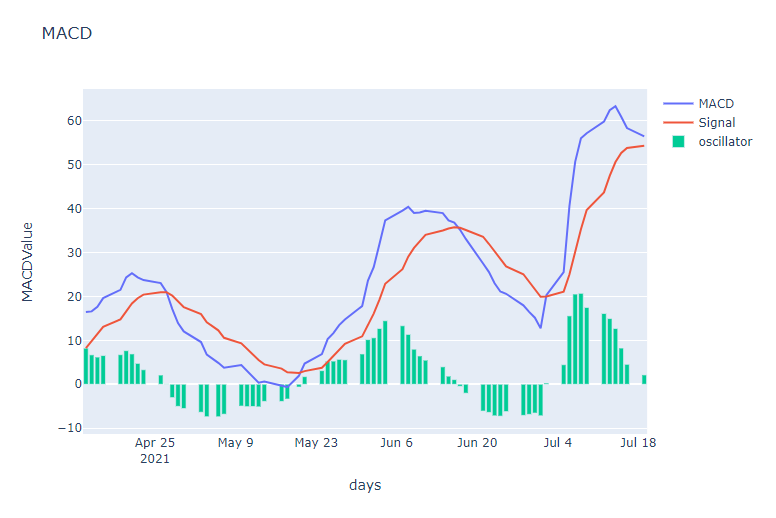 MACD
MACDValue
60
50
40
30
20
10
0
−10
Apr 25
2021
May 9
May 23
Jun 6
Jun 20
Jul 4
Jul 18
days
MACD
Signal
oscillator